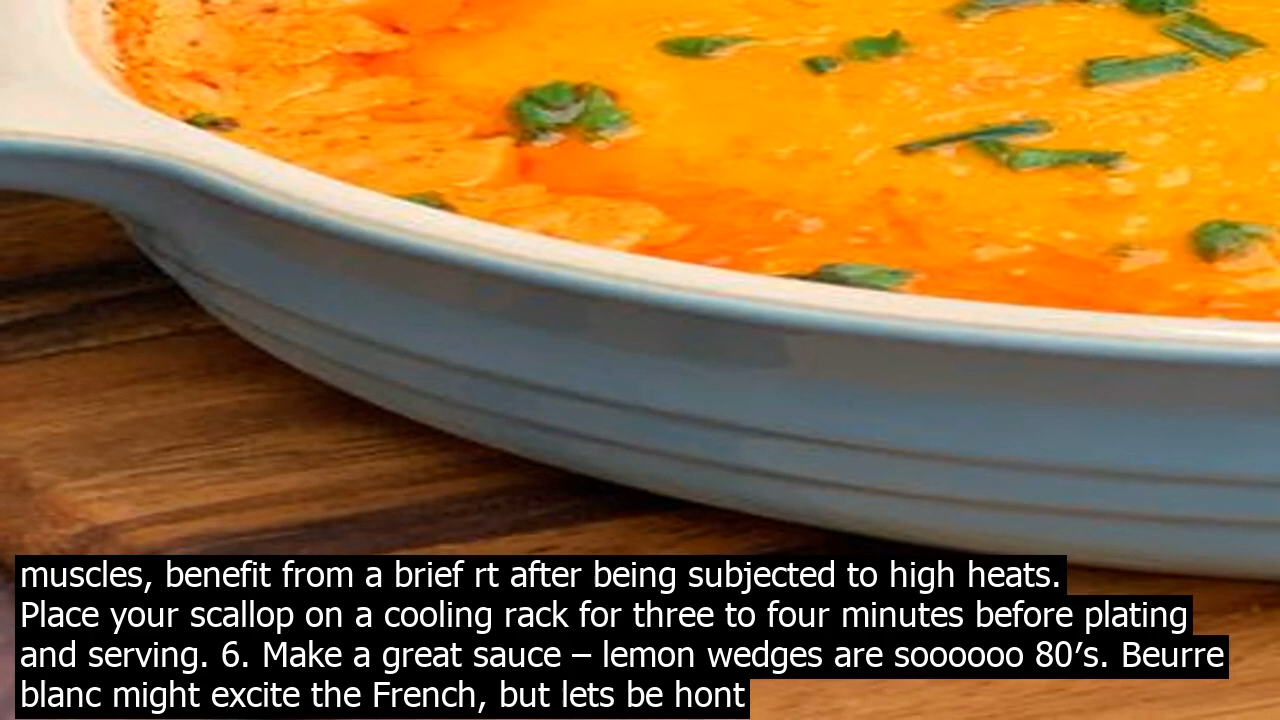 muscles, benefit from a brief rt after being subjected to high heats.
Place your scallop on a cooling rack for three to four minutes before plating
and serving. 6. Make a great sauce – lemon wedges are soooooo 80’s. Beurre
blanc might excite the French, but lets be hont